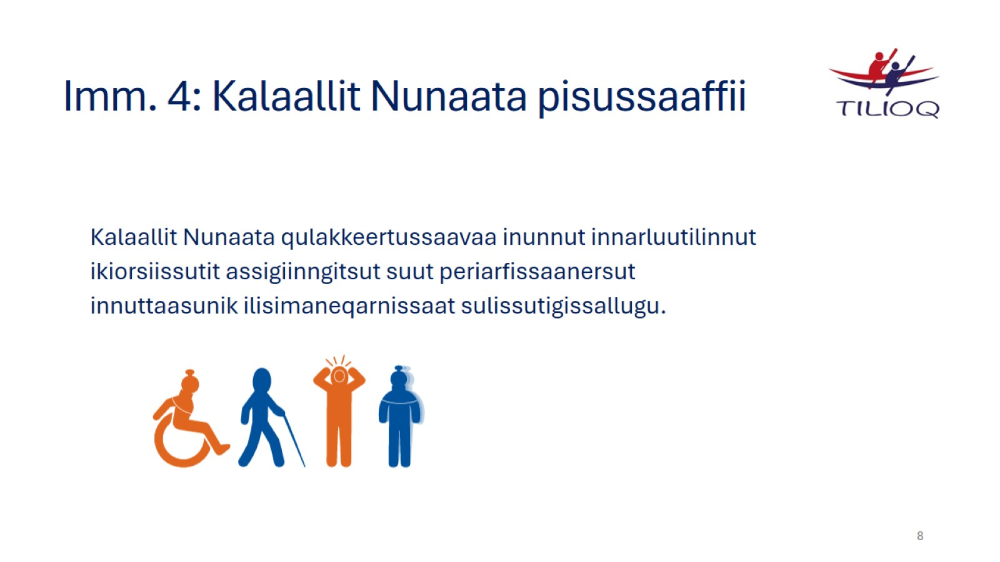 Imm. 4: Kalaallit Nunaata pisussaaffii
TILIOQ
Kalaallit Nunaata qulakkeertussaavaa inunnut innarluutilinnut
ikiorsiissutit assigiinngitsut suut periarfissaanersut
innuttaasunik ilisimaneqarnissaat sulissutigissallugu.
8